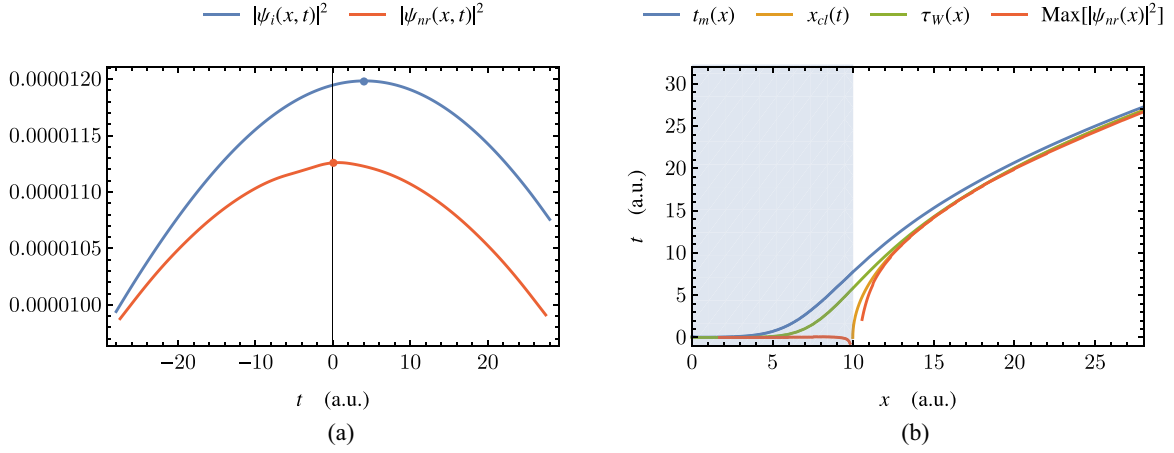 |ψ_i(x, t)|² |ψ_nr(x, t)|²
0.0000120
0.0000115
0.0000110
0.0000105
0.0000100
−20 −10 0 10 20
t (a.u.)
(a)
t_m(x) x_cl(t) τ_W(x) Max[|ψ_nr(x)|²]
30
25
20
15
10
5
0
t (a.u.)
0 5 10 15 20 25
x (a.u.)
(b)